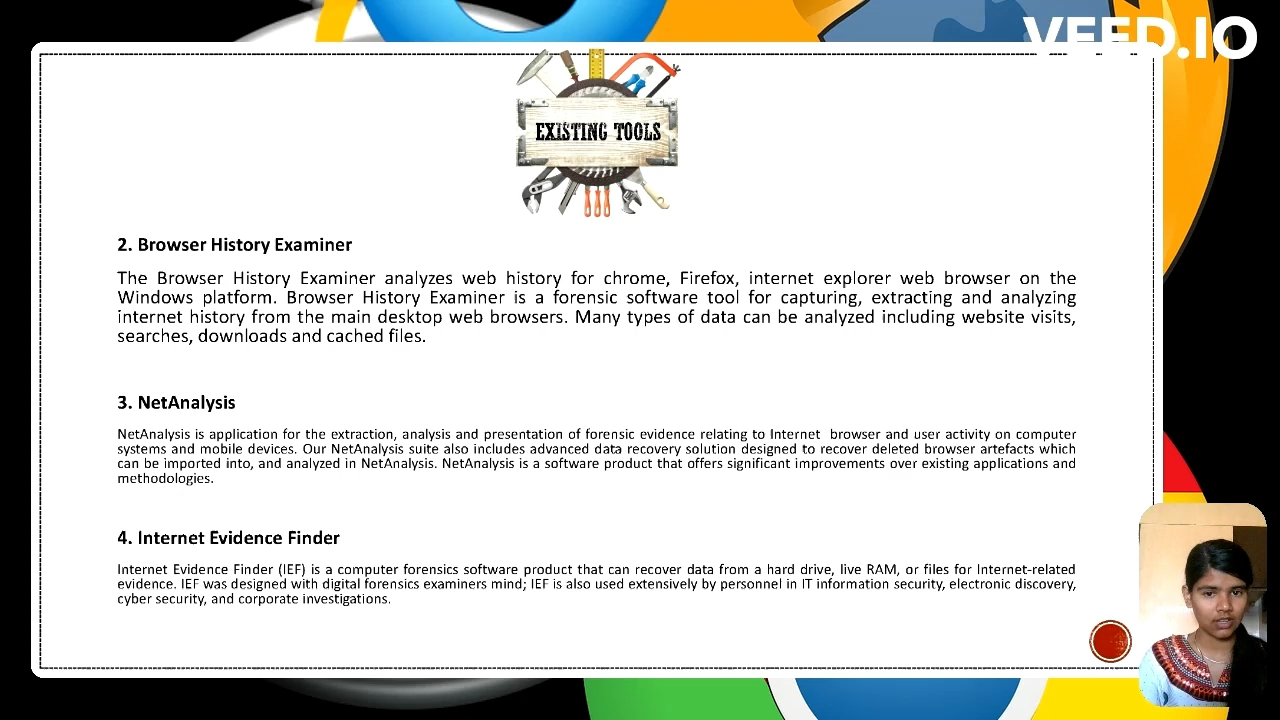 VEED.IO
EXISTING TOOLS
2. Browser History Examiner
The Browser History Examiner analyzes web history for chrome, Firefox, internet explorer web browser on the
Windows platform. Browser History Examiner is a forensic software tool for capturing, extracting and analyzing
internet history from the main desktop web browsers. Many types of data can be analyzed including website visits,
searches, downloads and cached files.
3. NetAnalysis
NetAnalysis is application for the extraction, analysis and presentation of forensic evidence relating to Internet browser and user activity on computer
systems and mobile devices. Our NetAnalysis suite also includes advanced data recovery solution designed to recover deleted browser artefacts which
can be imported into, and analyzed in NetAnalysis. NetAnalysis is a software product that offers significant improvements over existing applications and
methodologies.
4. Internet Evidence Finder
Internet Evidence Finder (IEF) is a computer forensics software product that can recover data from a hard drive, live RAM, or files for Internet-related
evidence. IEF was designed with digital forensics examiners mind; IEF is also used extensively by personnel in IT information security, electronic discovery,
cyber security, and corporate investigations.